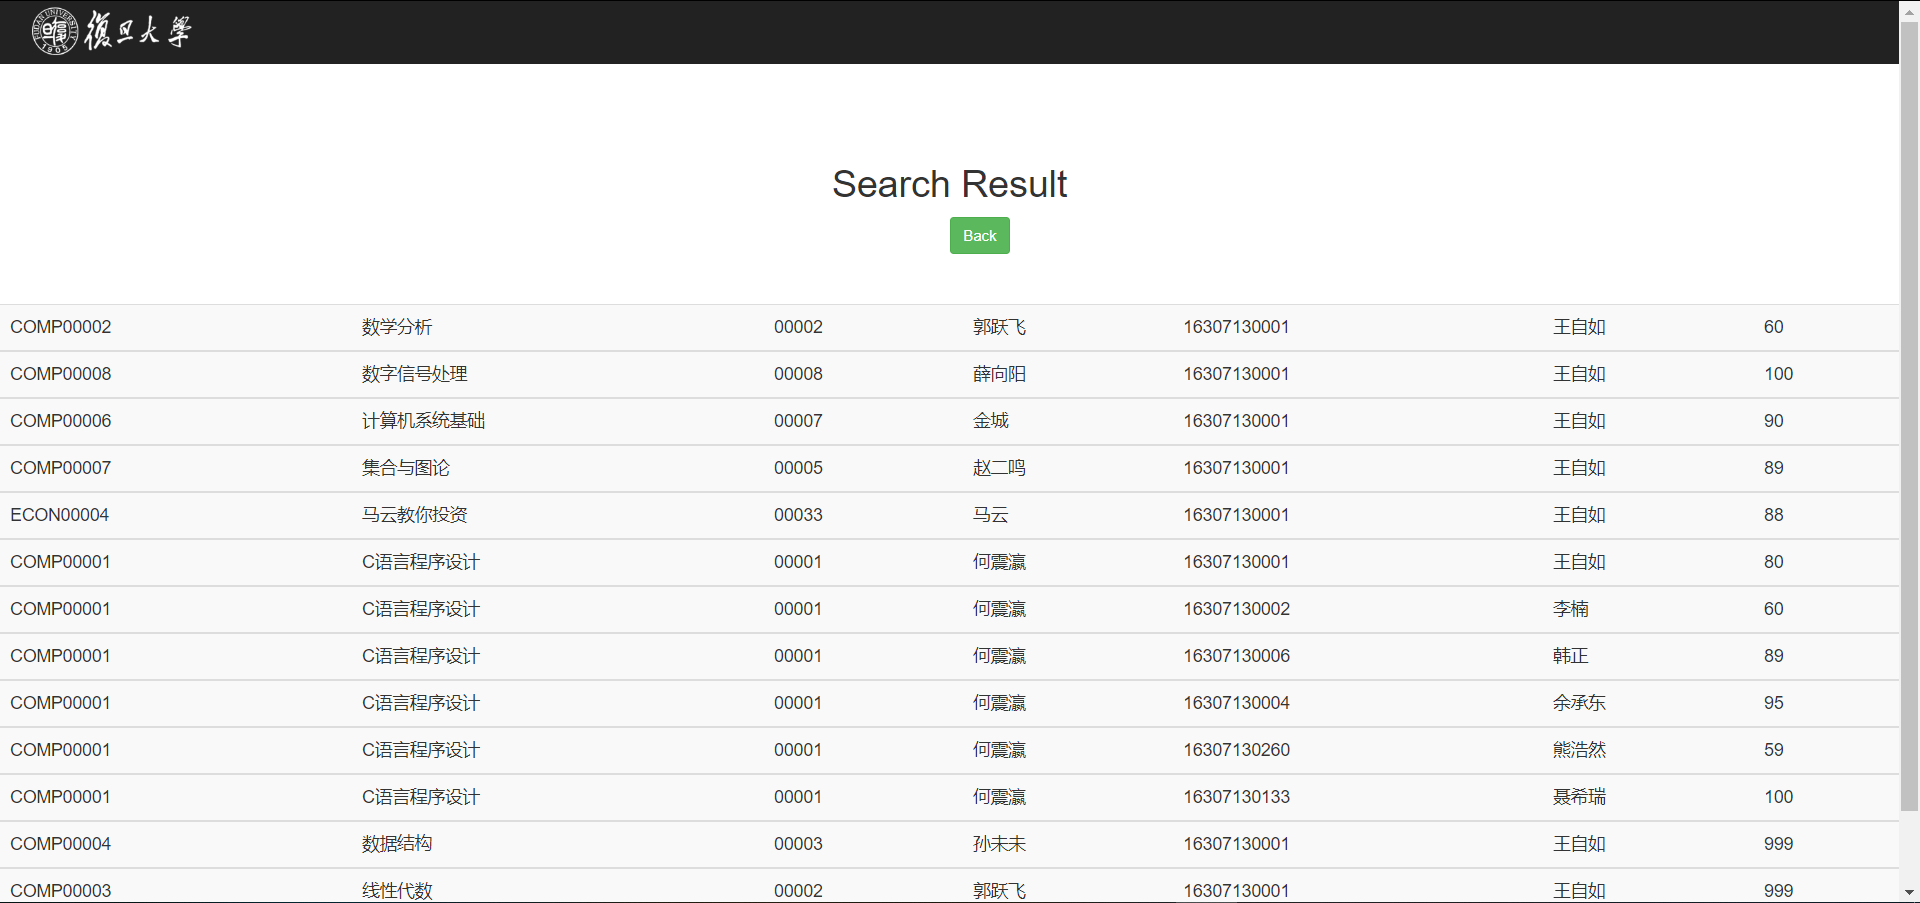 FUDAN UNIVERSITY
1905
復旦大學
Search Result
Back
COMP00002 数学分析 00002 郭跃飞 16307130001 王自如 60
COMP00008 数字信号处理 00008 薛向阳 16307130001 王自如 100
COMP00006 计算机系统基础 00007 金城 16307130001 王自如 90
COMP00007 集合与图论 00005 赵二鸣 16307130001 王自如 89
ECON00004 马云教你投资 00033 马云 16307130001 王自如 88
COMP00001 C语言程序设计 00001 何震瀛 16307130001 王自如 80
COMP00001 C语言程序设计 00001 何震瀛 16307130002 李楠 60
COMP00001 C语言程序设计 00001 何震瀛 16307130006 韩正 89
COMP00001 C语言程序设计 00001 何震瀛 16307130004 余承东 95
COMP00001 C语言程序设计 00001 何震瀛 16307130260 熊浩然 59
COMP00001 C语言程序设计 00001 何震瀛 16307130133 聂希瑞 100
COMP00004 数据结构 00003 孙未未 16307130001 王自如 999
COMP00003 线性代数 00002 郭跃飞 16307130001 王自如 999